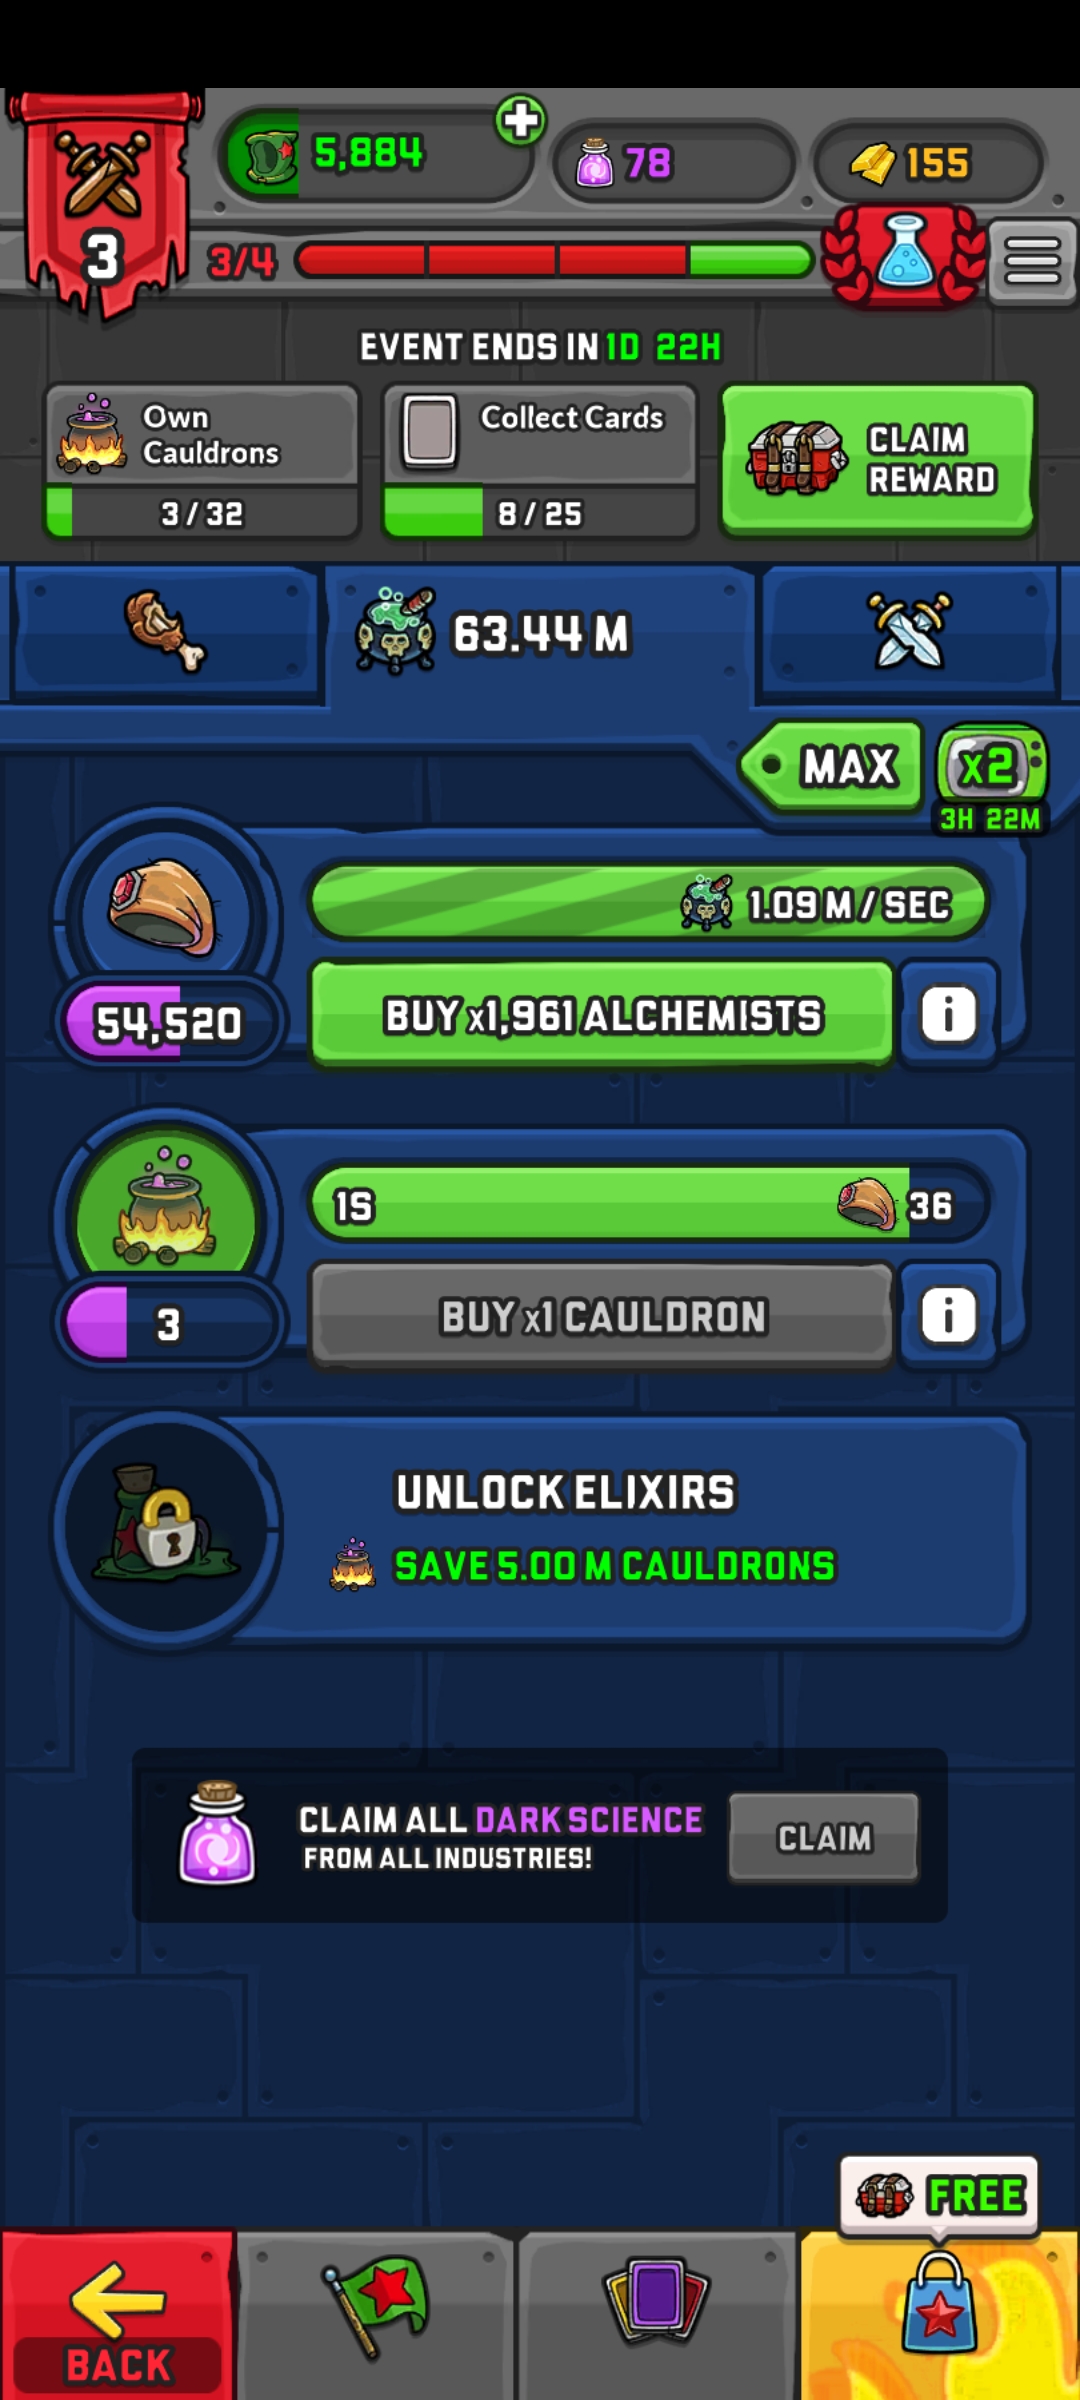 5,884
78
155
3
3/4
EVENT ENDS IN 1D 22H
Own
Cauldrons
3 / 32
Collect Cards
8 / 25
CLAIM
REWARD
63.44 M
MAX
x2
3H 22M
1.09 M / SEC
54,520
BUY x1,961 ALCHEMISTS
i
1S
36
3
BUY x1 CAULDRON
i
UNLOCK ELIXIRS
SAVE 5.00 M CAULDRONS
CLAIM ALL DARK SCIENCE
FROM ALL INDUSTRIES!
CLAIM
FREE
BACK